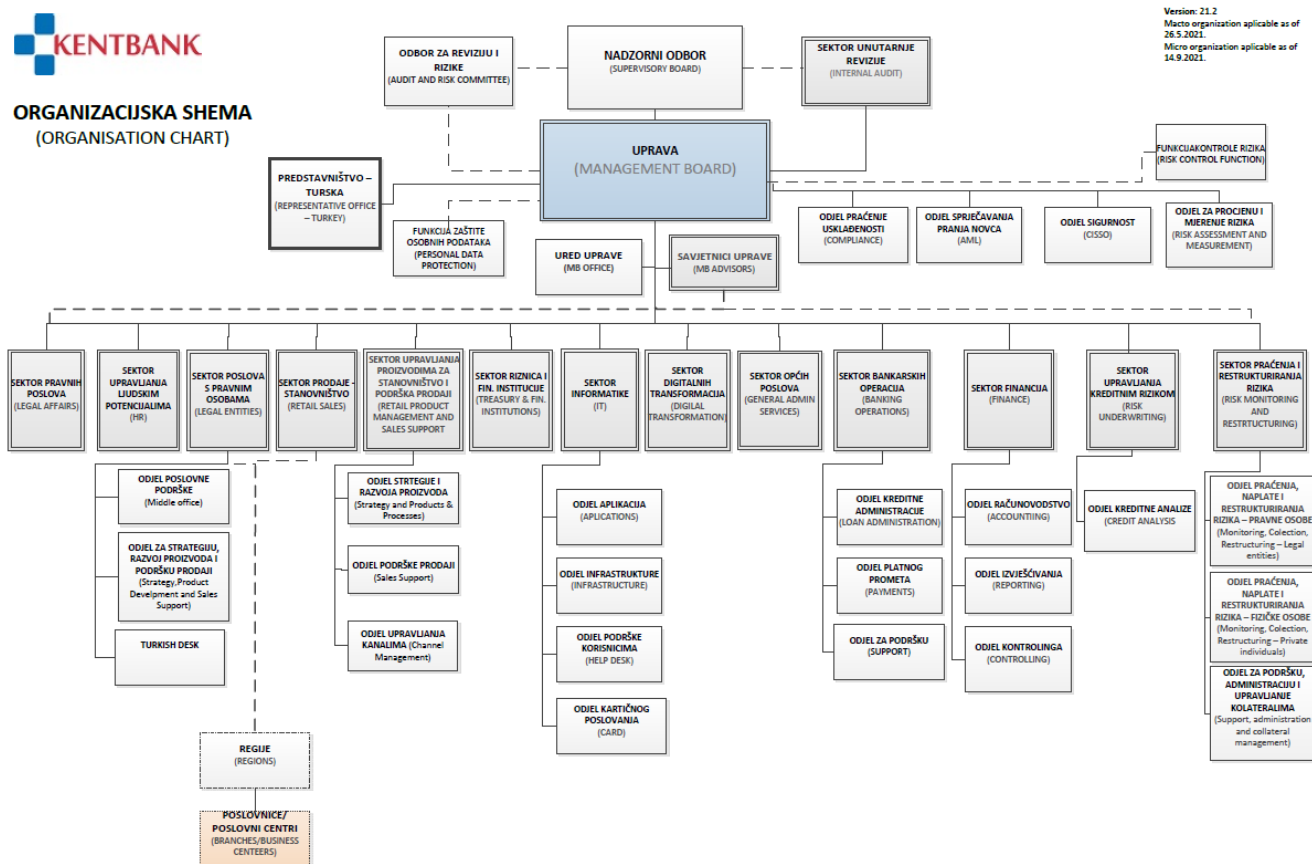 KENTBANK
ORGANIZACIJSKA SHEMA
(ORGANISATION CHART)
Version: 21.2
Macto organization aplicable as of
26.5.2021.
Micro organization aplicable as of
14.9.2021.
ODBOR ZA REVIZIJU I
RIZIKE
(AUDIT AND RISK COMMITTEE)
NADZORNI ODBOR
(SUPERVISORY BOARD)
SEKTOR UNUTARNJE
REVIZIJE
(INTERNAL AUDIT)
UPRAVA
(MANAGEMENT BOARD)
FUNKCIJAKONTROLE RIZIKA
(RISK CONTROL FUNCTION)
PREDSTAVNIŠTVO –
TURSKA
(REPRESENTATIVE OFFICE
– TURKEY)
FUNKCIJA ZAŠTITE
OSOBNIH PODATAKA
(PERSONAL DATA
PROTECTION)
ODJEL PRAĆENJE
USKLAĐENOSTI
(COMPLIANCE)
ODJEL SPRJEČAVANJA
PRANJA NOVCA
(AML)
ODJEL SIGURNOST
(CISSO)
ODJEL ZA PROCJENU I
MJERENJE RIZIKA
(RISK ASSESSMENT AND
MEASUREMENT)
URED UPRAVE
(MB OFFICE)
SAVJETNICI UPRAVE
(MB ADVISORS)
SEKTOR PRAVNIH
POSLOVA
(LEGAL AFFAIRS)
SEKTOR
UPRAVLJANJA
LJUDSKIM
POTENCIJALIMA
(HR)
SEKTOR POSLOVA
S PRAVNIM
OSOBAMA
(LEGAL ENTITIES)
SEKTOR PRODAJE -
STANOVNIŠTVO
(RETAIL SALES)
SEKTOR UPRAVLJANJA
PROIZVODIMA ZA
STANOVNIŠTVO I
PODRŠKA PRODAJI
(RETAIL PRODUCT
MANAGEMENT AND
SALES SUPPORT
SEKTOR RIZNICA I
FIN. INSTITUCIJE
(TREASURY & FIN.
INSTITUTIONS)
SEKTOR
INFORMATIKE
(IT)
SEKTOR
DIGITALNIH
TRANSFORMACIJA
(DIGILAL
TRANSFORMATION)
SEKTOR OPĆIH
POSLOVA
(GENERAL ADMIN
SERVICES)
SEKTOR BANKARSKIH
OPERACIJA
(BANKING
OPERATIONS)
SEKTOR FINANCIJA
(FINANCE)
SEKTOR
UPRAVLJANJA
KREDITNIM RIZIKOM
(RISK
UNDERWRITING)
SEKTOR PRAĆENJA I
RESTRUKTURIRANJA
RIZIKA
(RISK MONITORING
AND
RESTRTUCTURING)
ODJEL POSLOVNE
PODRŠKE
(Middle office)
ODJEL ZA STRATEGIJU,
RAZVOJ PROIZVODA I
PODRŠKU PRODAJI
(Strategy,Product
Develpment and Sales
Support)
TURKISH DESK
REGIJE
(REGIONS)
POSLOVNICE/
POSLOVNI CENTRI
(BRANCHES/BUSINESS
CENTEERS)
ODJEL STRTEGIJE I
RAZVOJA PROIZVODA
(Strategy and Products &
Processes)
ODJEL PODRŠKE PRODAJI
(Sales Support)
ODJEL UPRAVLJANJA
KANALIMA (Channel
Management)
ODJEL APLIKACIJA
(APLICATIONS)
ODJEL INFRASTRUKTURE
(INFRASTRUCTURE)
ODJEL PODRŠKE
KORISNICIMA
(HELP DESK)
ODJEL KARTIČNOG
POSLOVANJA
(CARD)
ODJEL KREDITNE
ADMINISTRACIJE
(LOAN ADMINISTRATION)
ODJEL PLATNOG
PROMETA
(PAYMENTS)
ODJEL ZA PODRŠKU
(SUPPORT)
ODJEL RAČUNOVODSTVO
(ACCOUNTIING)
ODJEL IZVJEŠĆIVANJA
(REPORTING)
ODJEL KONTROLINGA
(CONTROLLING)
ODJEL KREDITNE ANALIZE
(CREDIT ANALYSIS
ODJEL PRAĆENJA,
NAPLATE I
RESTRUKTURIRANJA
RIZIKA – PRAVNE OSOBE
(Monitoring, Colection,
Restructuring – Legal
entities)
ODJEL PRAĆENJA,
NAPLATE I
RESTRUKTURIRANJA
RIZIKA – FIZIČKE OSOBE
(Monitoring, Colection,
Restructuring – Private
individuals)
ODJEL ZA PODRŠKU,
ADMINISTRACIJU I
UPRAVLJANJE
KOLATERALIMA
(Support, administration
and collateral
management)